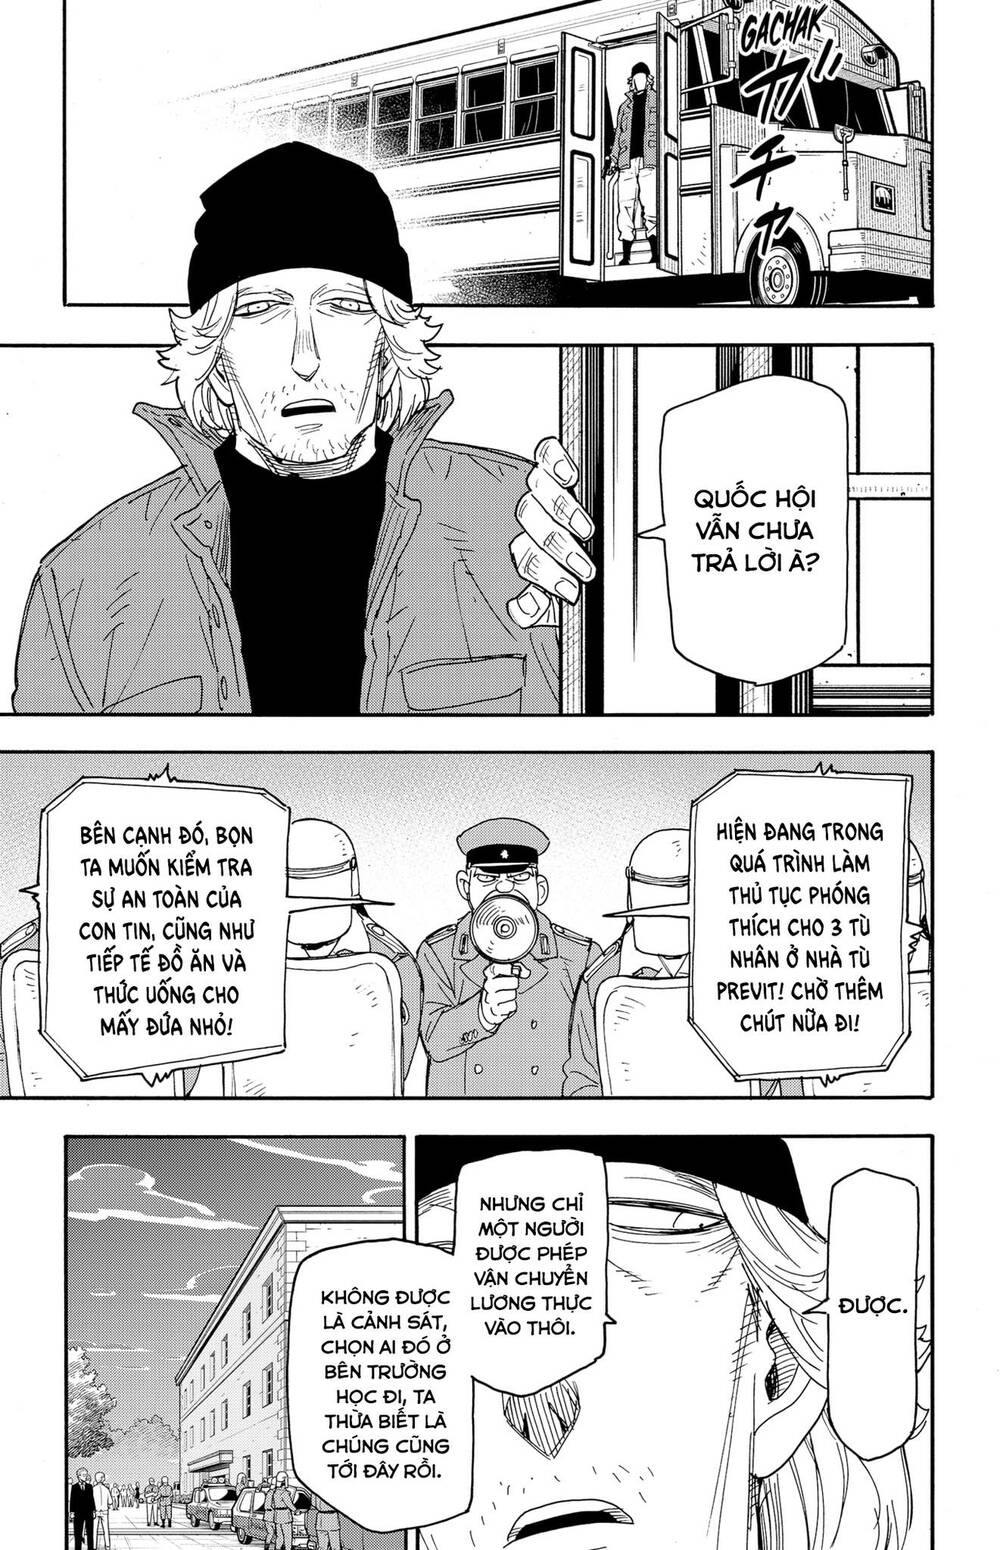 GACHAK
ガチャ
QUỐC HỘI
VẪN CHƯA
TRẢ LỜI À?
HIỆN ĐANG TRONG
QUÁ TRÌNH LÀM
THỦ TỤC PHÓNG
THÍCH CHO 3 TÙ
NHÂN Ở NHÀ TÙ
PREVIT! CHỜ THÊM
CHÚT NỮA ĐI!
BÊN CẠNH ĐÓ, BỌN
TA MUỐN KIỂM TRA
SỰ AN TOÀN CỦA
CON TIN, CŨNG NHƯ
TIẾP TẾ ĐỒ ĂN VÀ
THỨC UỐNG CHO
MẤY ĐỨA NHỎ!
ĐƯỢC.
NHƯNG CHỈ
MỘT NGƯỜI
ĐƯỢC PHÉP
VẬN CHUYỂN
LƯƠNG THỰC
VÀO THÔI.
KHÔNG ĐƯỢC
LÀ CẢNH SÁT,
CHỌN AI ĐÓ Ở
BÊN TRƯỜNG
HỌC ĐI, TA
THỪA BIẾT LÀ
CHÚNG CŨNG
TỚI ĐÂY RỒI.